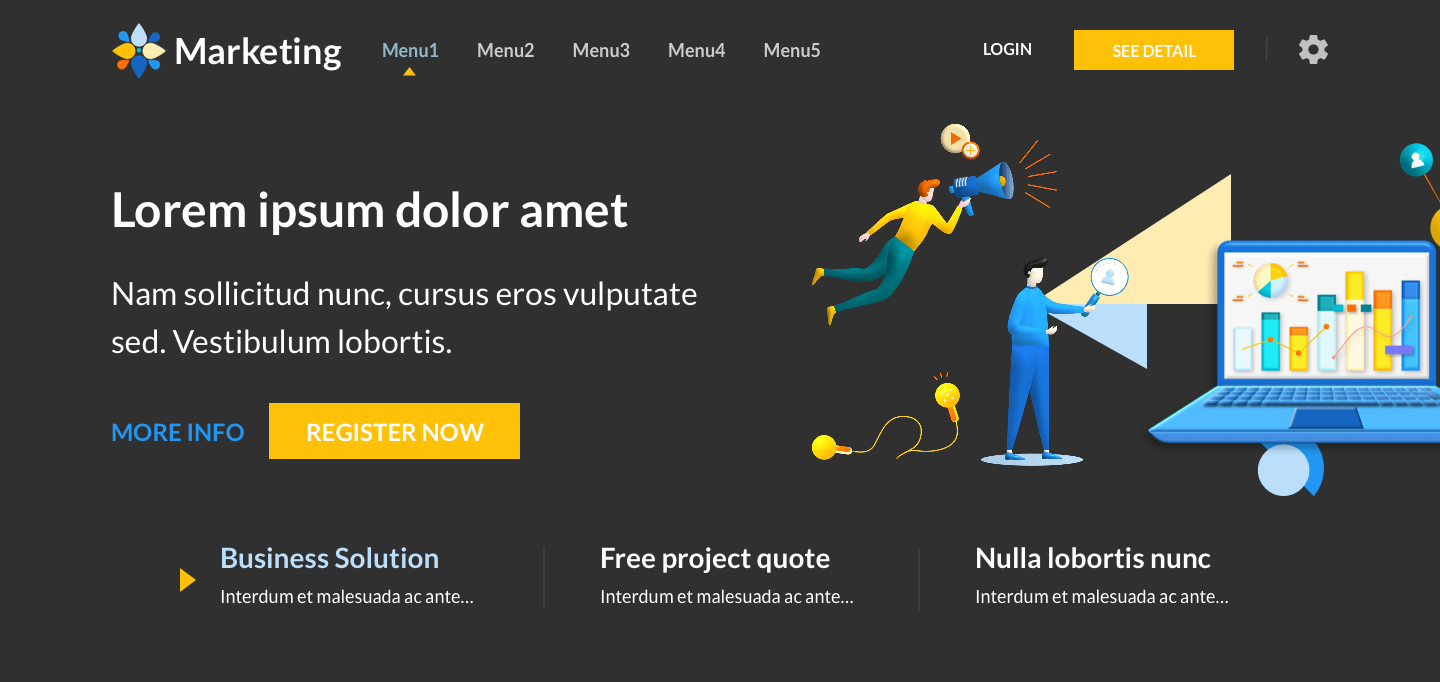 Marketing
Menu1 Menu2 Menu3 Menu4 Menu5
LOGIN
SEE DETAIL
Lorem ipsum dolor amet
Nam sollicitud nunc, cursus eros vulputate
sed. Vestibulum lobortis.
MORE INFO
REGISTER NOW
Business Solution
Interdum et malesuada ac ante...
Free project quote
Interdum et malesuada ac ante...
Nulla lobortis nunc
Interdum et malesuada ac ante...